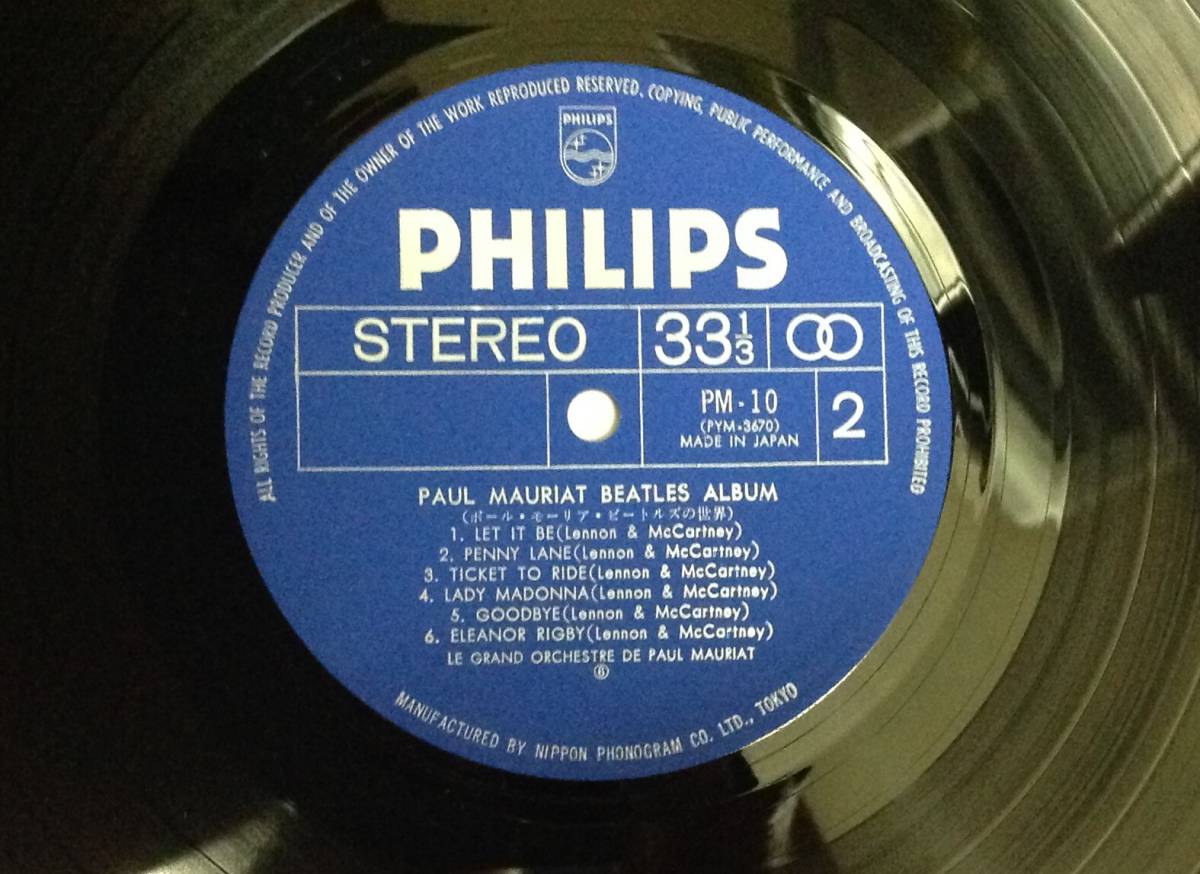 ALL RIGHTS OF THE RECORD PRODUCER AND OF THE OWNER OF THE WORK REPRODUCED RESERVED. COPYING, PUBLIC PERFORMANCE AND BROADCASTING OF THIS RECORD PROHIBITED
PHILIPS
PHILIPS
STEREO 33 1/3
PM-10 2
(PYM-3670)
MADE IN JAPAN
PAUL MAURIAT BEATLES ALBUM
(ポール・モーリア・ビートルズの世界)
1. LET IT BE(Lennon & McCartney)
2. PENNY LANE(Lennon & McCartney)
3. TICKET TO RIDE(Lennon & McCartney)
4. LADY MADONNA(Lennon & McCartney)
5. GOODBYE(Lennon & McCartney)
6. ELEANOR RIGBY(Lennon & McCartney)
LE GRAND ORCHESTRE DE PAUL MAURIAT
⑥
MANUFACTURED BY NIPPON PHONOGRAM CO. LTD., TOKYO